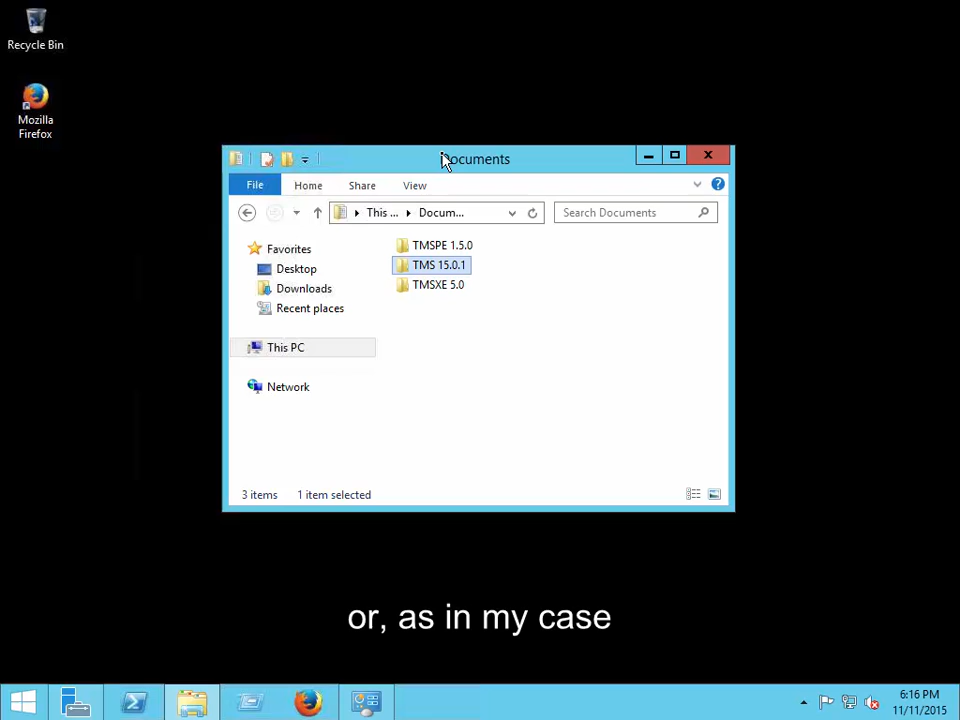 Recycle Bin
Mozilla
Firefox
Documents
File
Home
Share
View
This ...
Docum...
Search Documents
Favorites
Desktop
Downloads
Recent places
This PC
Network
TMSPE 1.5.0
TMS 15.0.1
TMSXE 5.0
3 items
1 item selected
or, as in my case
6:16 PM
11/11/2015